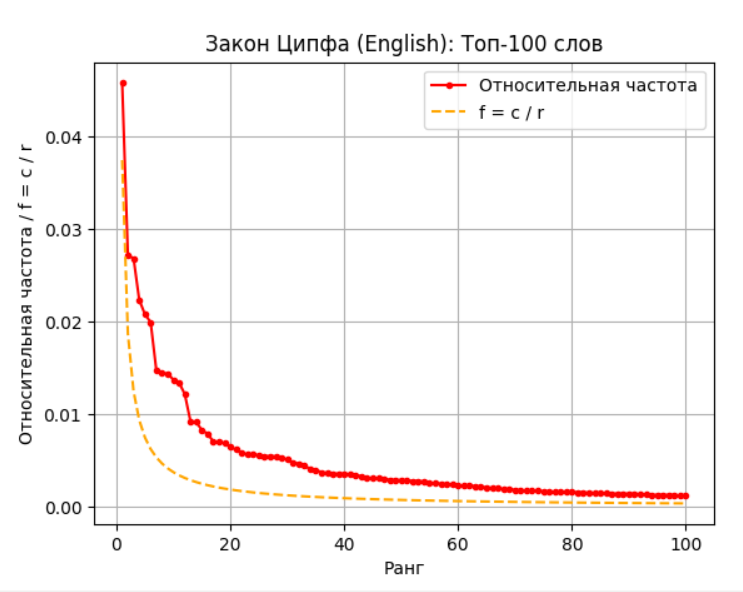 Закон Ципфа (English): Топ-100 слов
Относительная частота
f = c / r
Относительная частота / f = c / r
0.04
0.03
0.02
0.01
0.00
0 20 40 60 80 100
Ранг